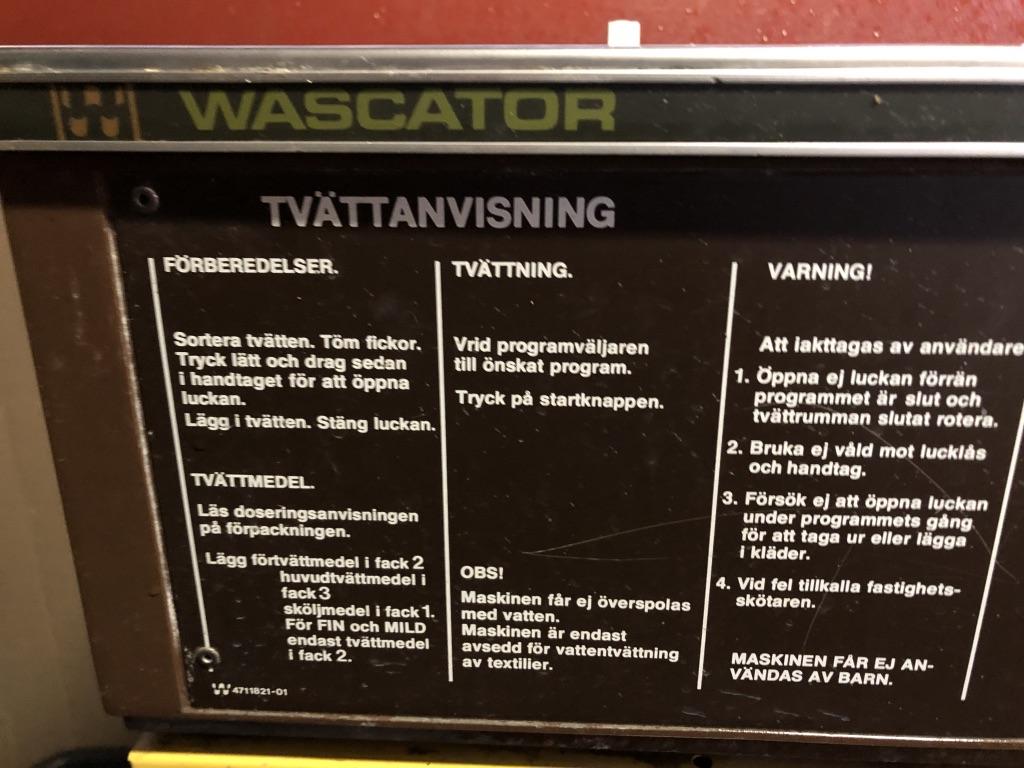 WASCATOR
TVÄTTANVISNING
FÖRBEREDELSER.
Sortera tvätten. Töm fickor.
Tryck lätt och drag sedan
i handtaget för att öppna
luckan.
Lägg i tvätten. Stäng luckan.
TVÄTTMEDEL.
Läs doseringsanvisningen
på förpackningen.
Lägg förtvättmedel i fack 2
huvudtvättmedel i
fack 3
sköljmedel i fack 1.
För FIN och MILD
endast tvättmedel
i fack 2.
4711821-01
TVÄTTNING.
Vrid programväljaren
till önskat program.
Tryck på startknappen.
OBS!
Maskinen får ej överspolas
med vatten.
Maskinen är endast
avsedd för vattentvättning
av textilier.
VARNING!
Att iakttagas av användare
1. Öppna ej luckan förrän
programmet är slut och
tvättrumman slutat rotera.
2. Bruka ej våld mot lucklås
och handtag.
3. Försök ej att öppna luckan
under programmets gång
för att taga ur eller lägga
i kläder.
4. Vid fel tillkalla fastighets-
skötaren.
MASKINEN FÅR EJ AN-
VÄNDAS AV BARN.